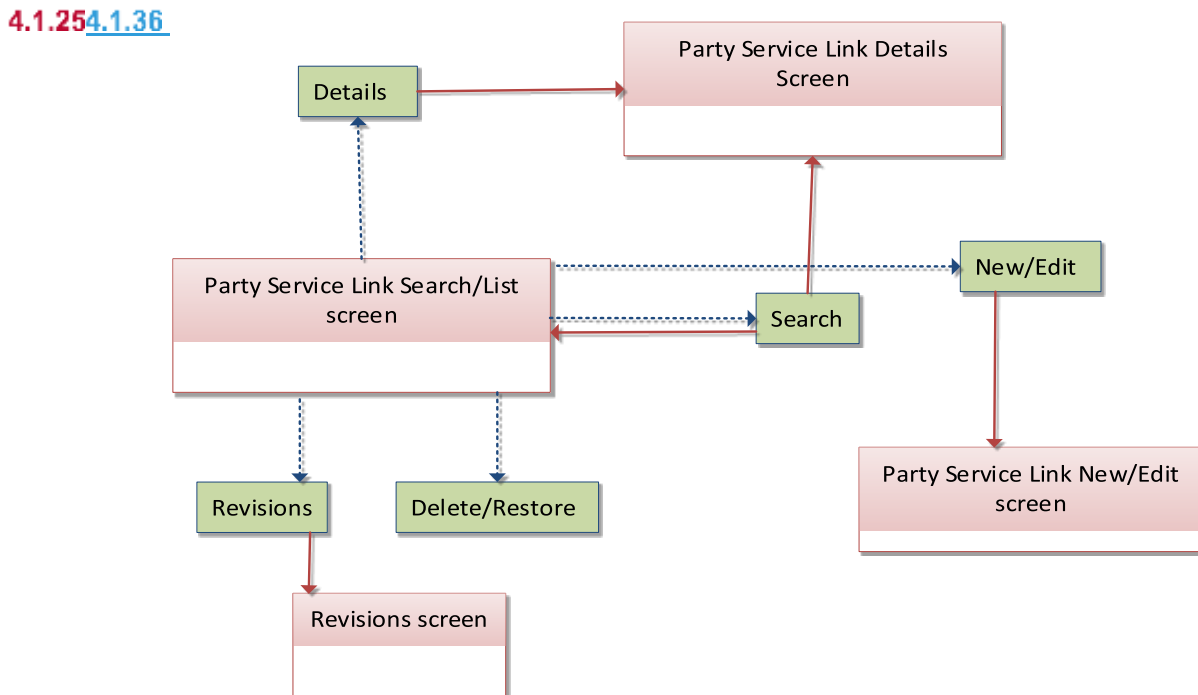 4.1.254.1.36
Party Service Link Details
Screen
Details
Party Service Link Search/List
screen
New/Edit
Search
Party Service Link New/Edit
screen
Revisions
Delete/Restore
Revisions screen